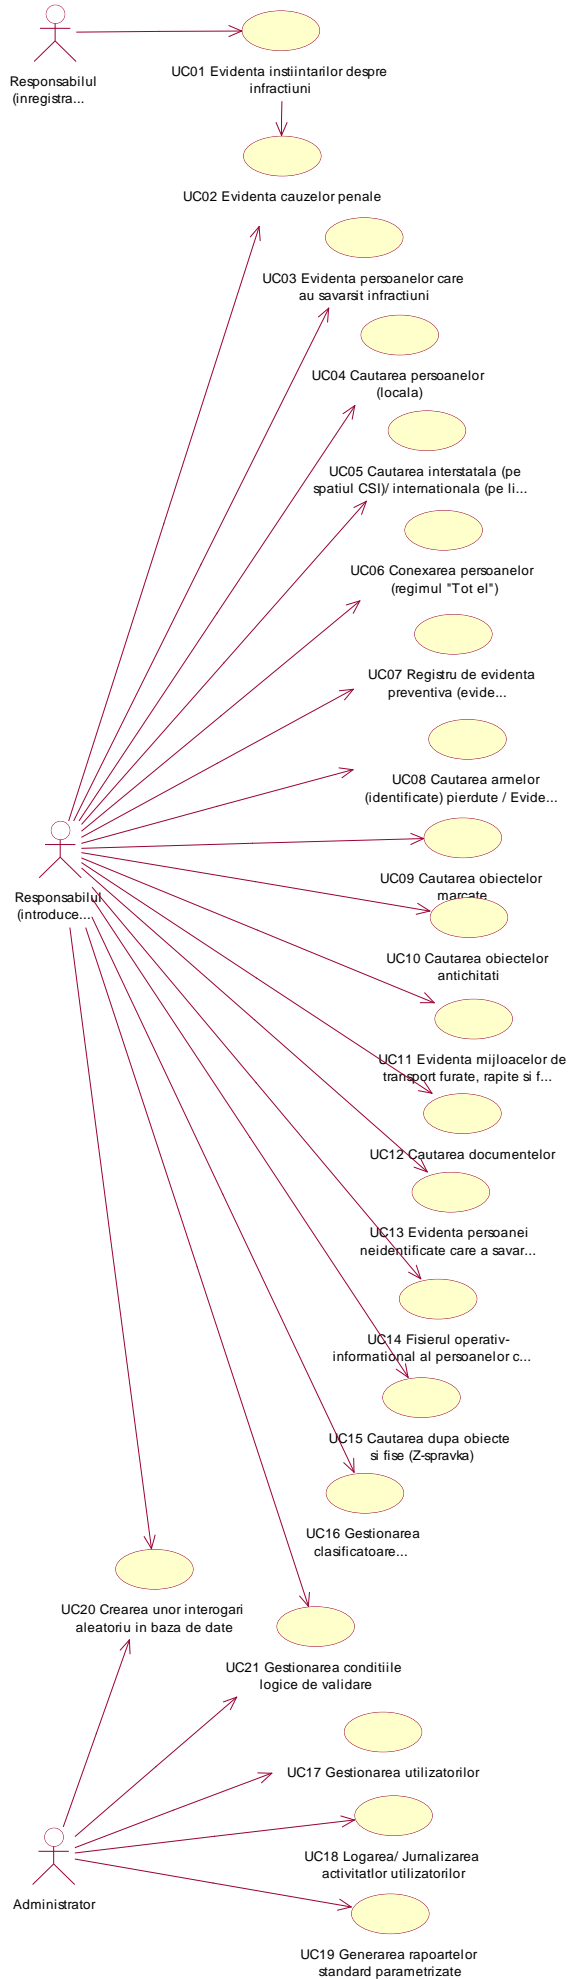 Responsabilul
(inregistra...
UC01 Evidenta instiintarilor despre
infractiuni
UC02 Evidenta cauzelor penale
UC03 Evidenta persoanelor care
au savarsit infractiuni
UC04 Cautarea persoanelor
(locala)
UC05 Cautarea interstatala (pe
spatiul CSI)/ internationala (pe li...
UC06 Conexarea persoanelor
(regimul "Tot el")
UC07 Registru de evidenta
preventiva (evide...
UC08 Cautarea armelor
(identificate) pierdute / Evide...
Responsabilul
(introduce...
UC09 Cautarea obiectelor
marcate
UC10 Cautarea obiectelor
antichitati
UC11 Evidenta mijloacelor de
transport furate, rapite si f...
UC12 Cautarea documentelor
UC13 Evidenta persoanei
neidentificate care a savar...
UC14 Fisierul operativ-
informational al persoanelor c...
UC15 Cautarea dupa obiecte
si fise (Z-spravka)
UC16 Gestionarea
clasificatoare...
UC20 Crearea unor interogari
aleatoriu in baza de date
UC21 Gestionarea conditiile
logice de validare
UC17 Gestionarea utilizatorilor
UC18 Logarea/ Jurnalizarea
activitatlor utilizatorilor
Administrator
UC19 Generarea rapoartelor
standard parametrizate